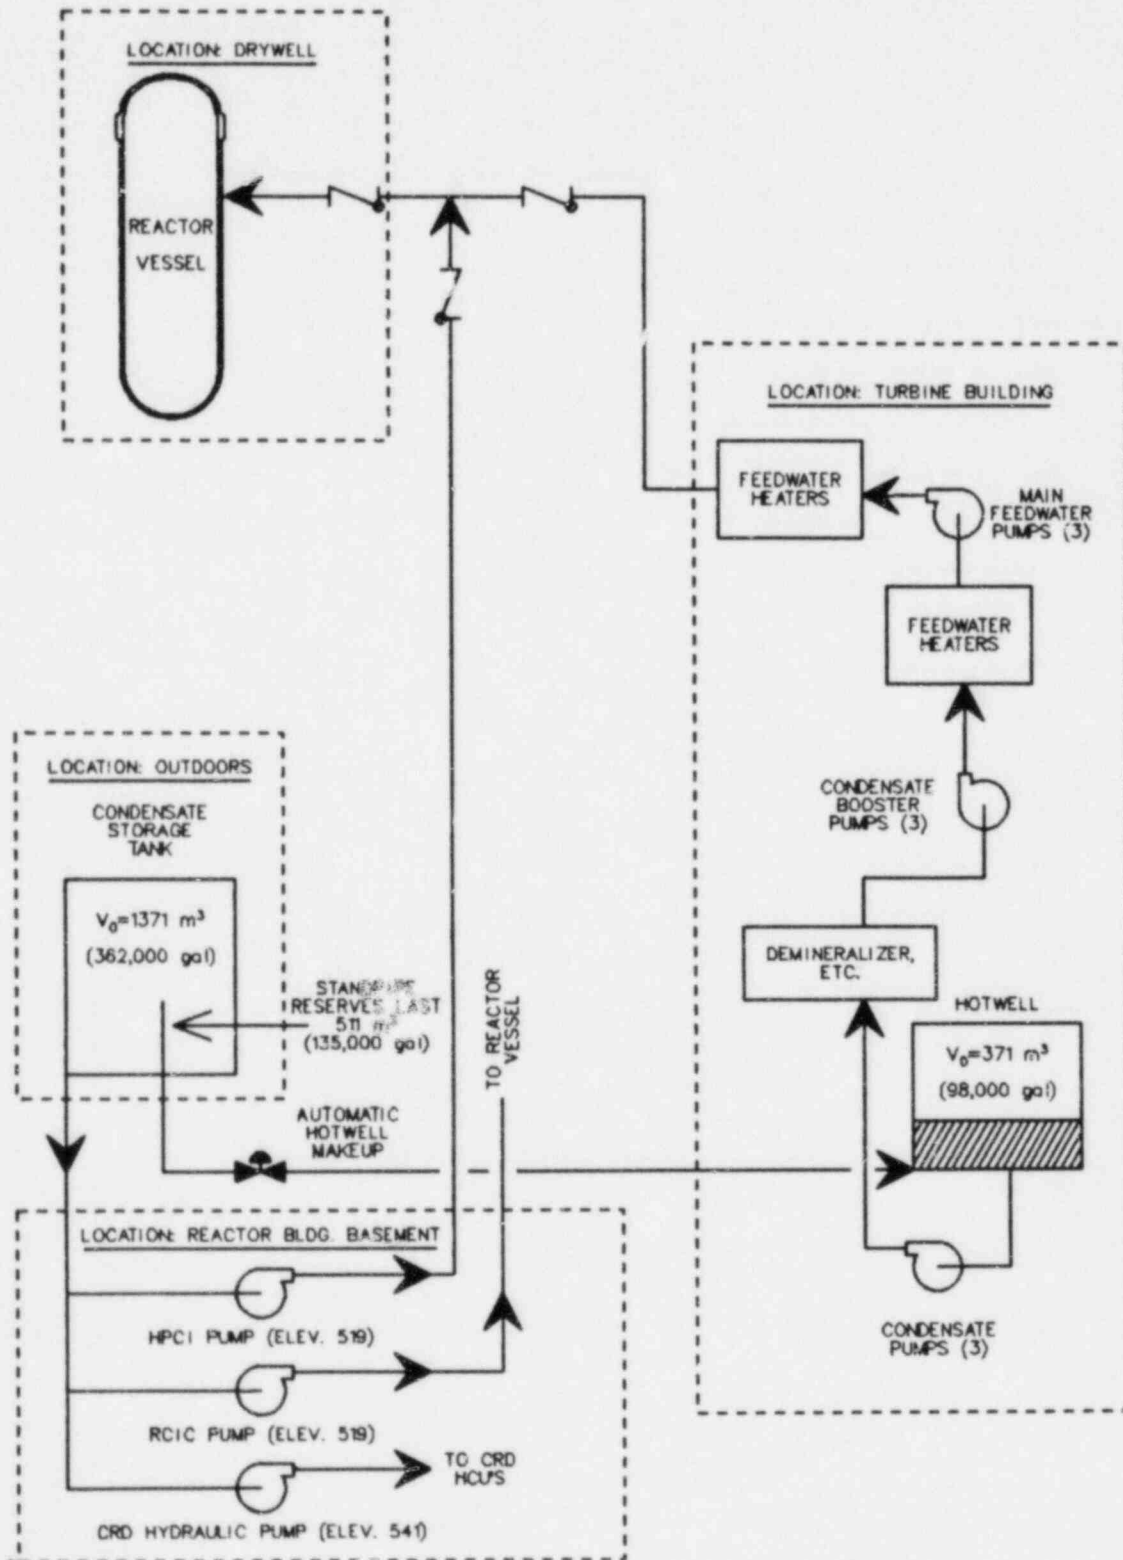 LOCATION: DRYWELL
REACTOR
VESSEL
LOCATION: TURBINE BUILDING
FEEDWATER
HEATERS
MAIN
FEEDWATER
PUMPS (3)
FEEDWATER
HEATERS
CONDENSATE
BOOSTER
PUMPS (3)
DEMINERALIZER,
ETC.
HOTWELL
V₀=371 m³
(98,000 gal)
CONDENSATE
PUMPS (3)
LOCATION: OUTDOORS
CONDENSATE
STORAGE
TANK
V₀=1371 m³
(362,000 gal)
STANDPIPE
RESERVES LAST
511 m³
(135,000 gal)
AUTOMATIC
HOTWELL
MAKEUP
TO REACTOR
VESSEL
LOCATION: REACTOR BLDG. BASEMENT
HPCI PUMP (ELEV. 519)
RCIC PUMP (ELEV. 519)
TO CRD
HCU'S
CRD HYDRAULIC PUMP (ELEV. 541)